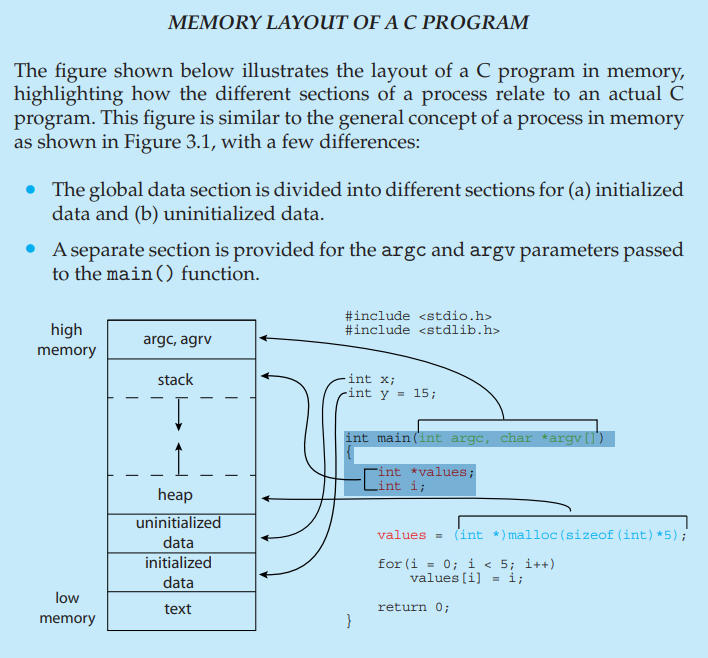 MEMORY LAYOUT OF A C PROGRAM
The figure shown below illustrates the layout of a C program in memory,
highlighting how the different sections of a process relate to an actual C
program. This figure is similar to the general concept of a process in memory
as shown in Figure 3.1, with a few differences:
• The global data section is divided into different sections for (a) initialized
data and (b) uninitialized data.
• A separate section is provided for the argc and argv parameters passed
to the main() function.
high
memory
argc, agrv
stack
heap
uninitialized
data
initialized
data
text
low
memory
#include <stdio.h>
#include <stdlib.h>
int x;
int y = 15;
int main(int argc, char *argv[])
{
int *values;
int i;
values = (int *)malloc(sizeof(int)*5);
for(i = 0; i < 5; i++)
values[i] = i;
return 0;
}